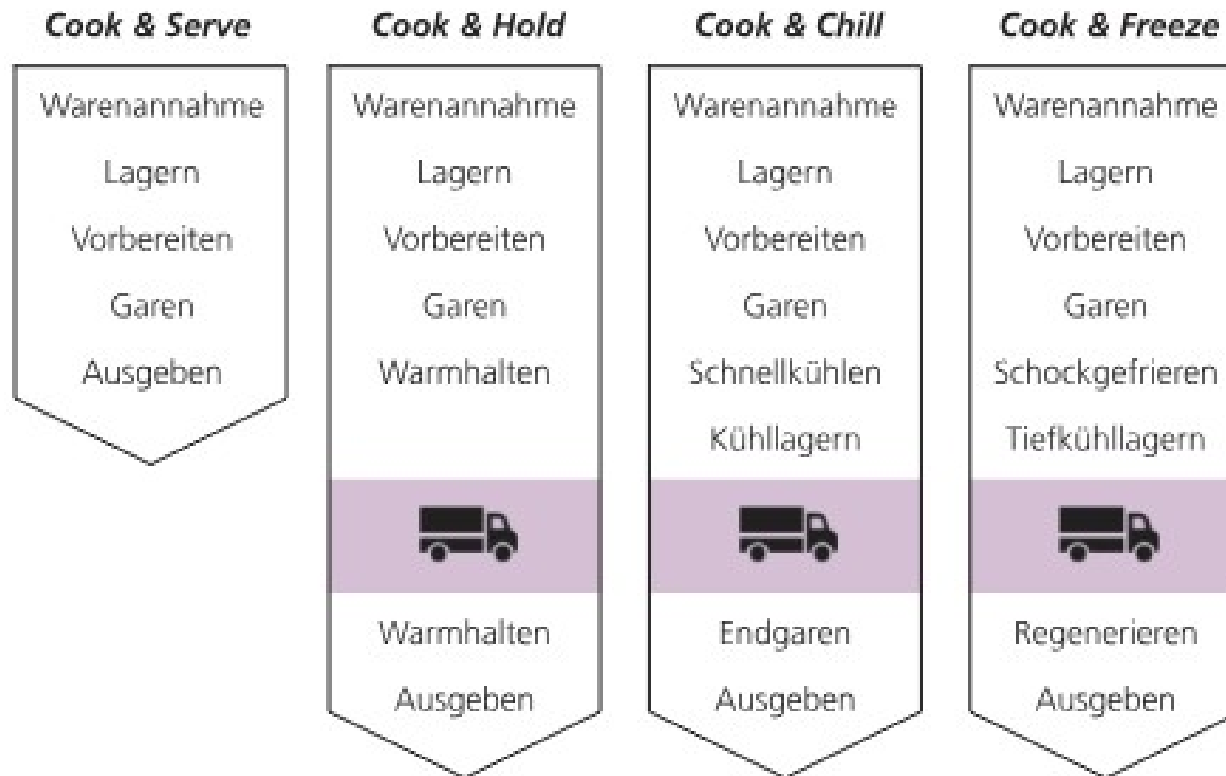 Cook & Serve
Warenannahme
Lagern
Vorbereiten
Garen
Ausgeben
Cook & Hold
Warenannahme
Lagern
Vorbereiten
Garen
Warmhalten
Warmhalten
Ausgeben
Cook & Chill
Warenannahme
Lagern
Vorbereiten
Garen
Schnellkühlen
Kühllagern
Endgaren
Ausgeben
Cook & Freeze
Warenannahme
Lagern
Vorbereiten
Garen
Schockgefrieren
Tiefkühllagern
Regenerieren
Ausgeben